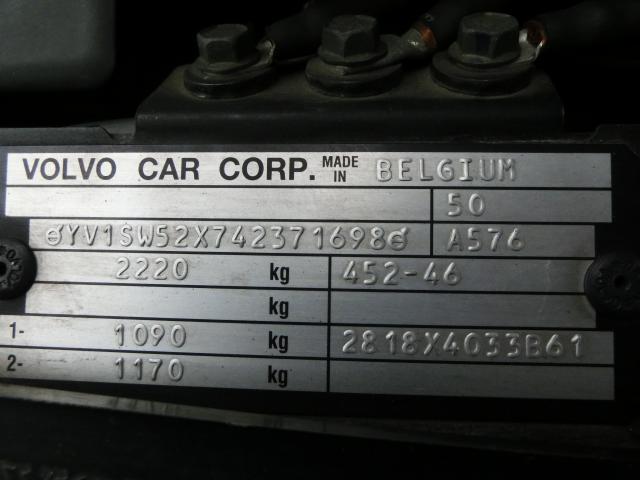 VOLVO CAR CORP. MADE IN BELGIUM
50
YV1SW52X742371698 A576
2220 kg 452-46
kg
1- 1090 kg 2818X4033B61
2- 1170 kg